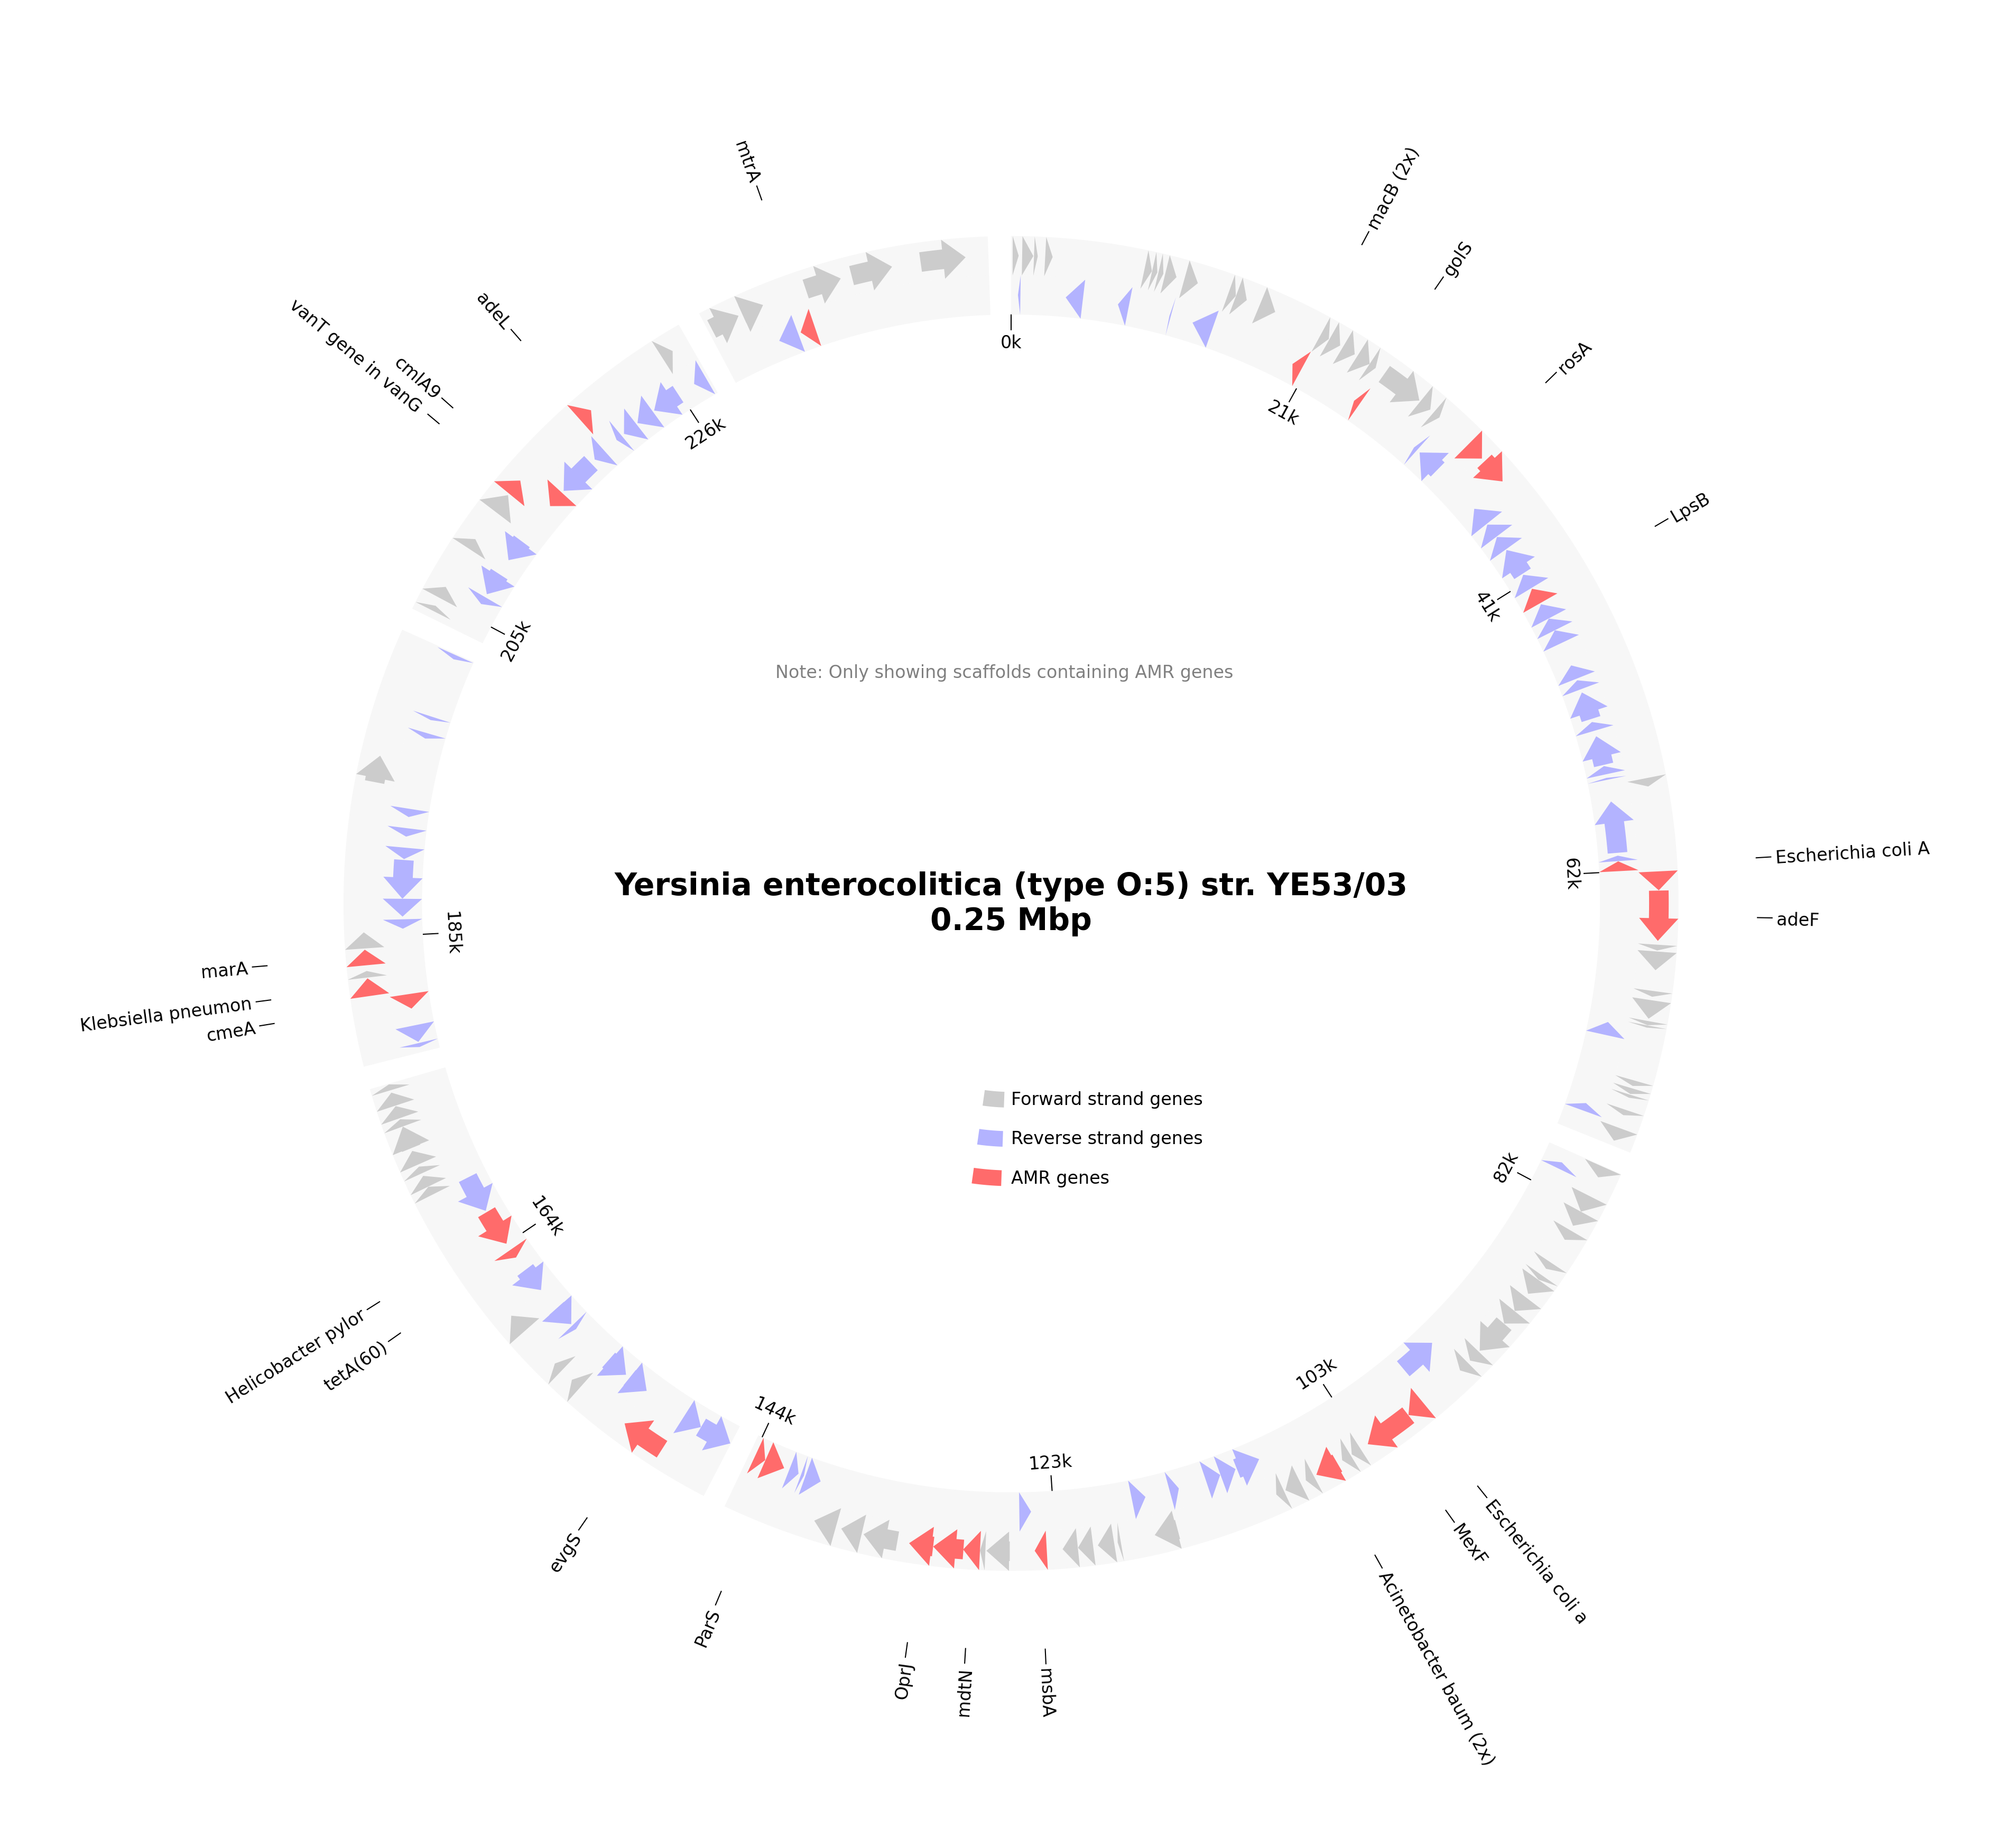 mtrA
macB (2x)
golS
adeL
vanT gene in vanG
cmlA9
rosA
0k
21k
226k
LpsB
41k
205k
Note: Only showing scaffolds containing AMR genes
Escherichia coli A
62k
Yersinia enterocolitica (type O:5) str. YE53/03
0.25 Mbp
adeF
185k
marA
Klebsiella pneumon
cmeA
Forward strand genes
Reverse strand genes
AMR genes
82k
164k
Helicobacter pylor
tetA(60)
103k
144k
123k
Escherichia coli a
MexF
Acinetobacter baum (2x)
evgS
ParS
OprJ
mdtN
msbA